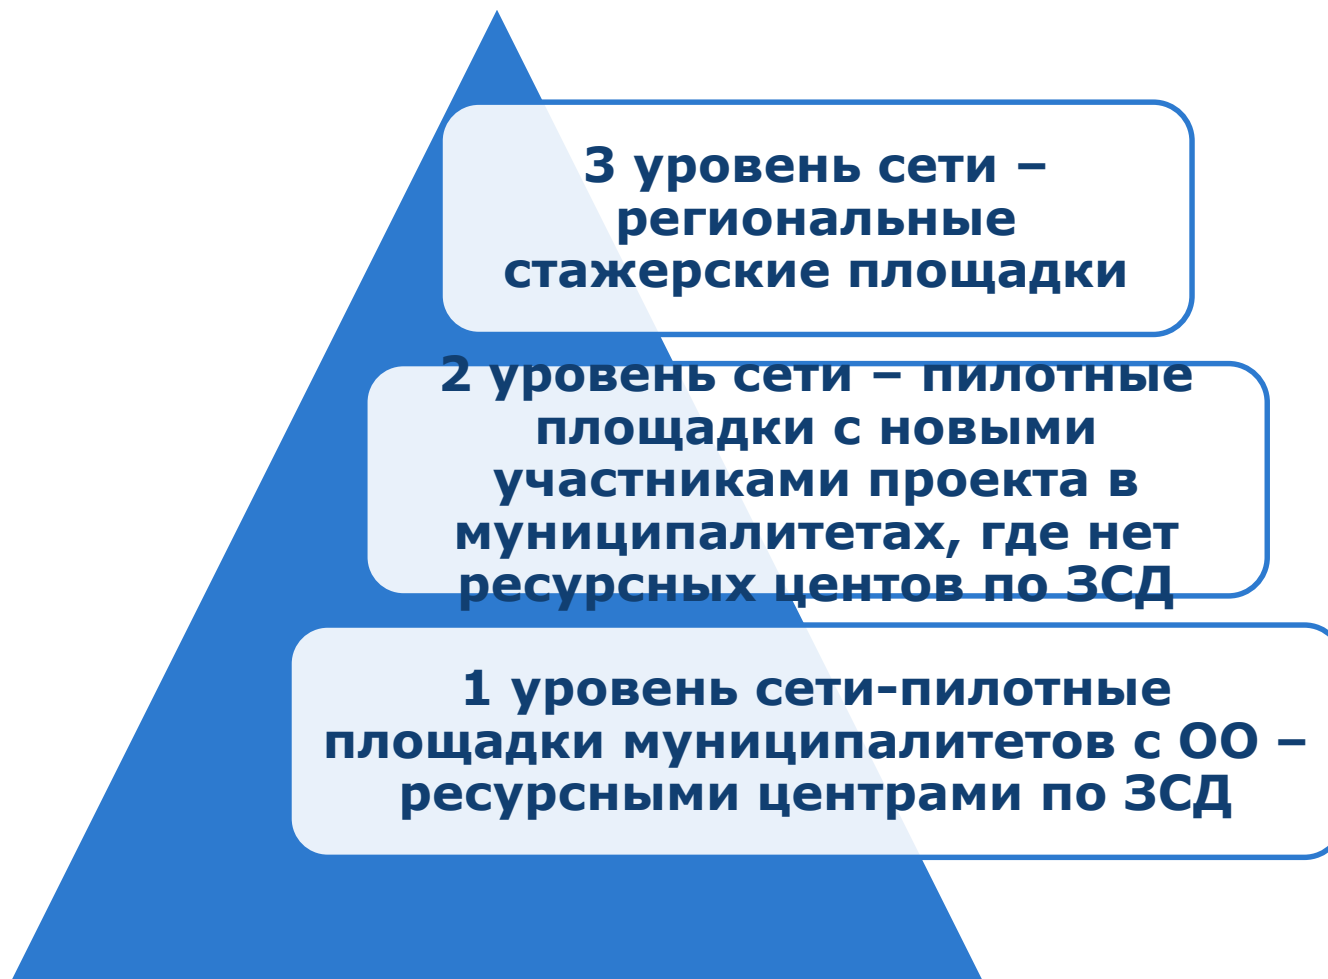 3 уровень сети –
региональные
стажерские площадки
2 уровень сети – пилотные
площадки с новыми
участниками проекта в
муниципалитетах, где нет
ресурсных центов по ЗСД
1 уровень сети-пилотные
площадки муниципалитетов с ОО –
ресурсными центрами по ЗСД